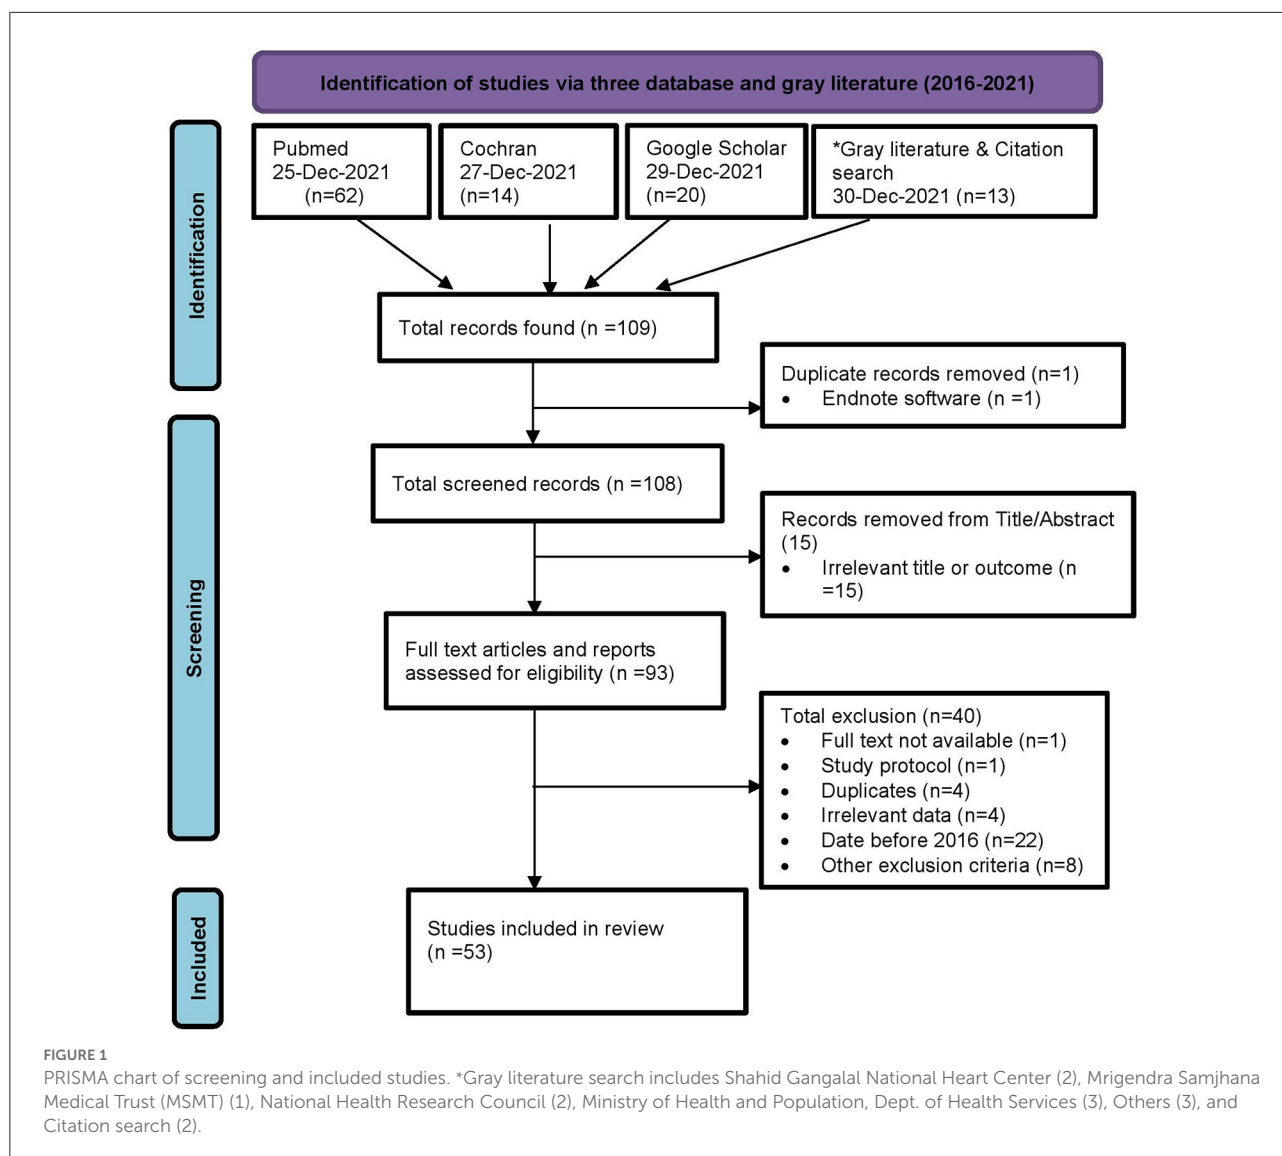 Identification of studies via three database and gray literature (2016-2021)
Identification
Pubmed
25-Dec-2021
(n=62)
Cochran
27-Dec-2021
(n=14)
Google Scholar
29-Dec-2021
(n=20)
*Gray literature & Citation
search
30-Dec-2021 (n=13)
Total records found (n =109)
Duplicate records removed (n=1)
• Endnote software (n =1)
Screening
Total screened records (n =108)
Records removed from Title/Abstract
(15)
• Irrelevant title or outcome (n
=15)
Full text articles and reports
assessed for eligibility (n =93)
Total exclusion (n=40)
• Full text not available (n=1)
• Study protocol (n=1)
• Duplicates (n=4)
• Irrelevant data (n=4)
• Date before 2016 (n=22)
• Other exclusion criteria (n=8)
Included
Studies included in review
(n =53)
FIGURE 1
PRISMA chart of screening and included studies. *Gray literature search includes Shahid Gangalal National Heart Center (2), Mrigendra Samjhana
Medical Trust (MSMT) (1), National Health Research Council (2), Ministry of Health and Population, Dept. of Health Services (3), Others (3), and
Citation search (2).